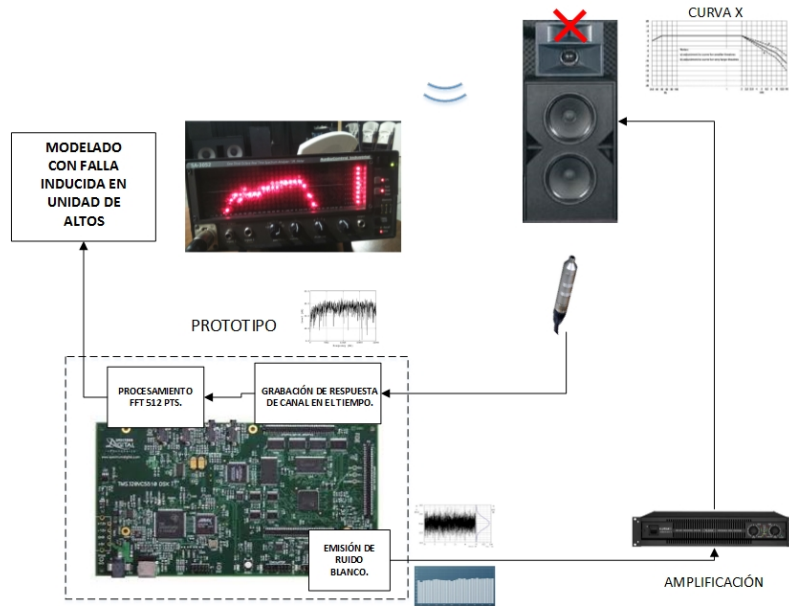 CURVA X
MODELADO
CON FALLA
INDUCIDA EN
UNIDAD DE
ALTOS
PROTOTIPO
PROCESAMIENTO
FFT 512 PTS.
GRABACIÓN DE RESPUESTA
DE CANAL EN EL TIEMPO.
DIGITAL
EMISIÓN DE
RUIDO
BLANCO.
AMPLIFICACIÓN